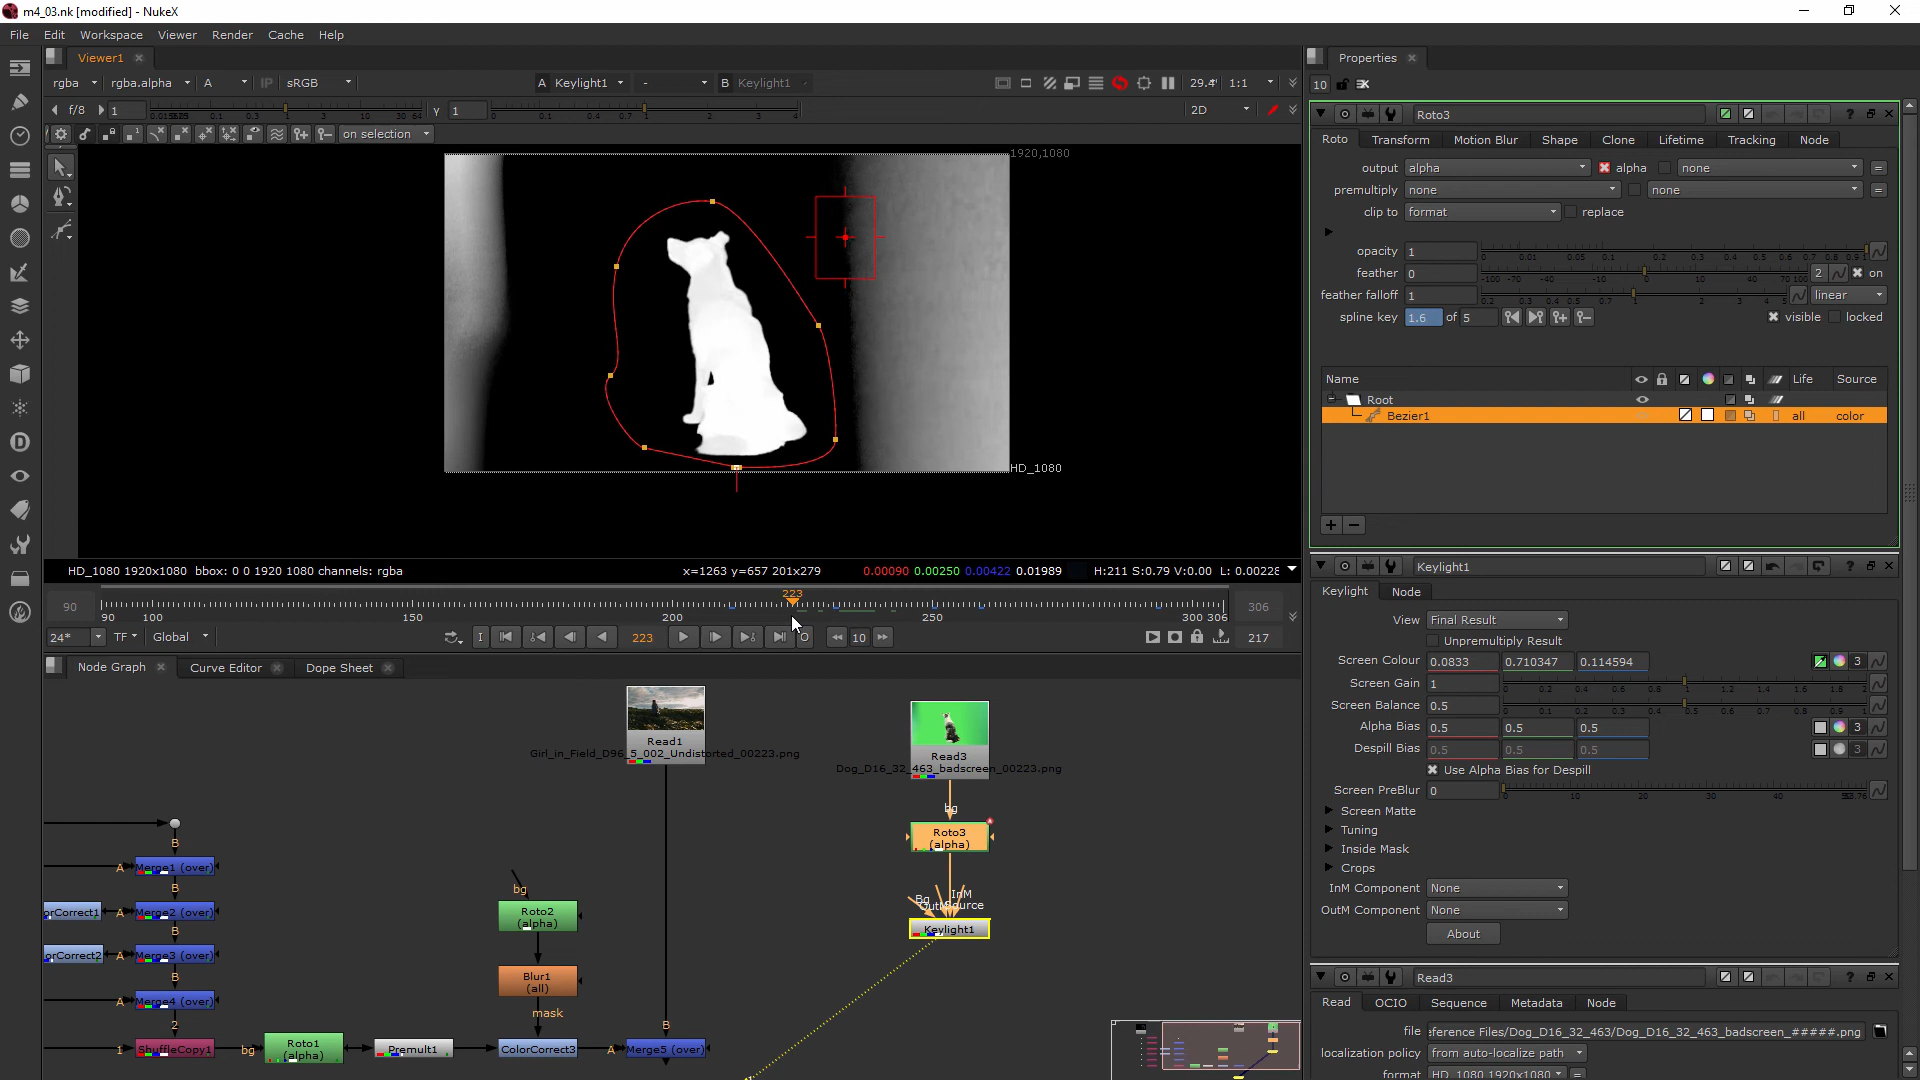 m4_03.nk [modified] - NukeX
File Edit Workspace Viewer Render Cache Help
Viewer1
rgba rgba.alpha A IP sRGB A Keylight1 - B Keylight1 29.4 1:1
f/8 1 y 1 2D
on selection
1920,1080
HD_1080
HD_1080 1920x1080 bbox: 0 0 1920 1080 channels: rgba x=1263 y=657 201x279 0.00090 0.00250 0.00422 0.01989 H:211 S:0.79 V:0.00 L: 0.00228
223
90 306
90 100 150 200 250 300 306
24* TF Global I 223 O 10 217
Node Graph Curve Editor Dope Sheet
Read1
Girl_in_Field_D96_5_002_Undistorted_00223.png
Read3
Dog_D16_32_463_badscreen_00223.png
bg
Roto3
(alpha)
Bg InM
OutM Source
Keylight1
B
A Merge1 (over)
B
orCorrect1 A Merge2 (over)
B
orCorrect2 A Merge3 (over)
B
A Merge4 (over)
2
1 ShuffleCopy1 bg Roto1
(alpha)
Premult1
bg
Roto2
(alpha)
Blur1
(all)
mask
ColorCorrect3 A Merge5 (over)
B
Properties
10
Roto3
Roto Transform Motion Blur Shape Clone Lifetime Tracking Node
output alpha alpha none =
premultiply none none =
clip to format replace
opacity 1
feather 0 2 on
feather falloff 1 linear
spline key 1.6 of 5 visible locked
Name Life Source
Root
Bezier1 all color
Keylight1
Keylight Node
View Final Result
Unpremultiply Result
Screen Colour 0.0833 0.710347 0.114594 3
Screen Gain 1
Screen Balance 0.5
Alpha Bias 0.5 0.5 0.5 3
Despill Bias 0.5 0.5 0.5 3
Use Alpha Bias for Despill
Screen PreBlur 0
Screen Matte
Tuning
Inside Mask
Crops
InM Component None
OutM Component None
About
Read3
Read OCIO Sequence Metadata Node
file eference Files/Dog_D16_32_463/Dog_D16_32_463_badscreen_#####.png
localization policy from auto-localize path
format HD_1080 1920x1080 =